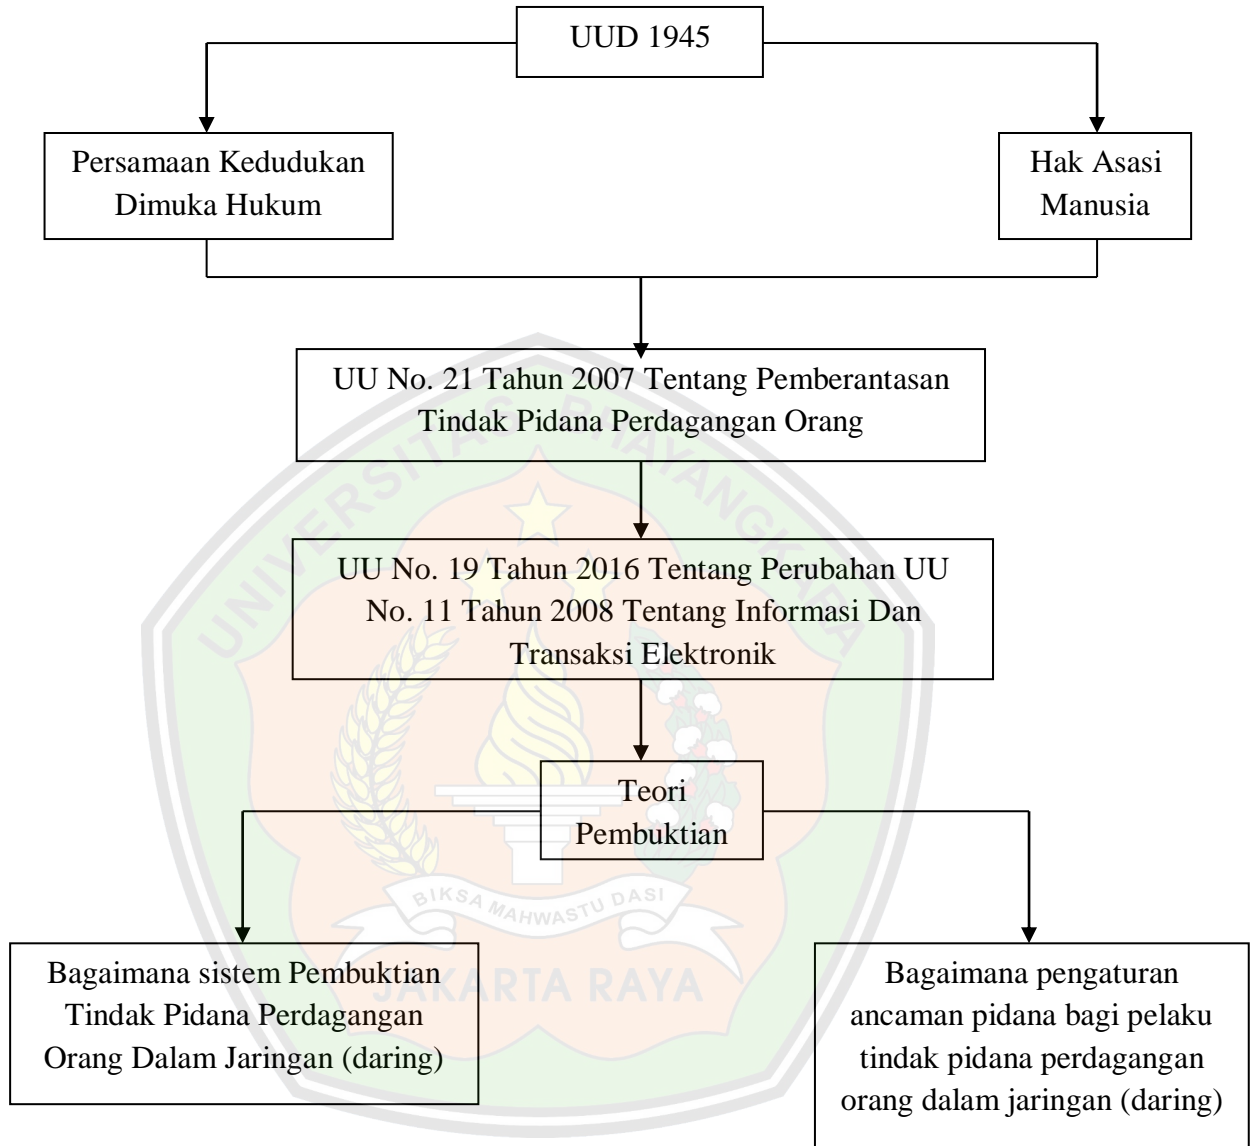 UUD 1945
Persamaan Kedudukan
Dimuka Hukum
Hak Asasi
Manusia
UU No. 21 Tahun 2007 Tentang Pemberantasan
Tindak Pidana Perdagangan Orang
UU No. 19 Tahun 2016 Tentang Perubahan UU
No. 11 Tahun 2008 Tentang Informasi Dan
Transaksi Elektronik
Teori
Pembuktian
Bagaimana sistem Pembuktian
Tindak Pidana Perdagangan
Orang Dalam Jaringan (daring)
Bagaimana pengaturan
ancaman pidana bagi pelaku
tindak pidana perdagangan
orang dalam jaringan (daring)
UNIVERSITAS BHAYANGKARA
BIKSA MAHWASTU DASI
JAKARTA RAYA